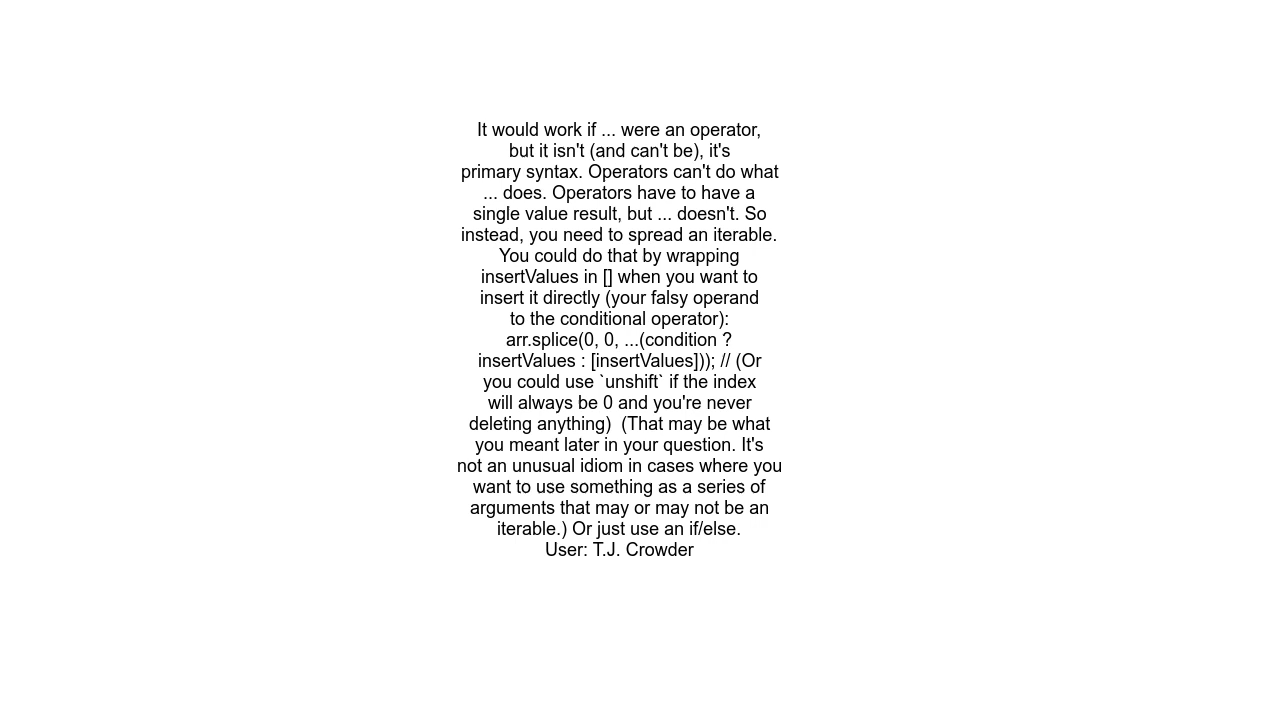 It would work if ... were an operator,
but it isn't (and can't be), it's
primary syntax. Operators can't do what
... does. Operators have to have a
single value result, but ... doesn't. So
instead, you need to spread an iterable.
You could do that by wrapping
insertValues in [] when you want to
insert it directly (your falsy operand
to the conditional operator):
arr.splice(0, 0, ...(condition ?
insertValues : [insertValues])); // (Or
you could use `unshift` if the index
will always be 0 and you're never
deleting anything)  (That may be what
you meant later in your question. It's
not an unusual idiom in cases where you
want to use something as a series of
arguments that may or may not be an
iterable.) Or just use an if/else.
User: T.J. Crowder